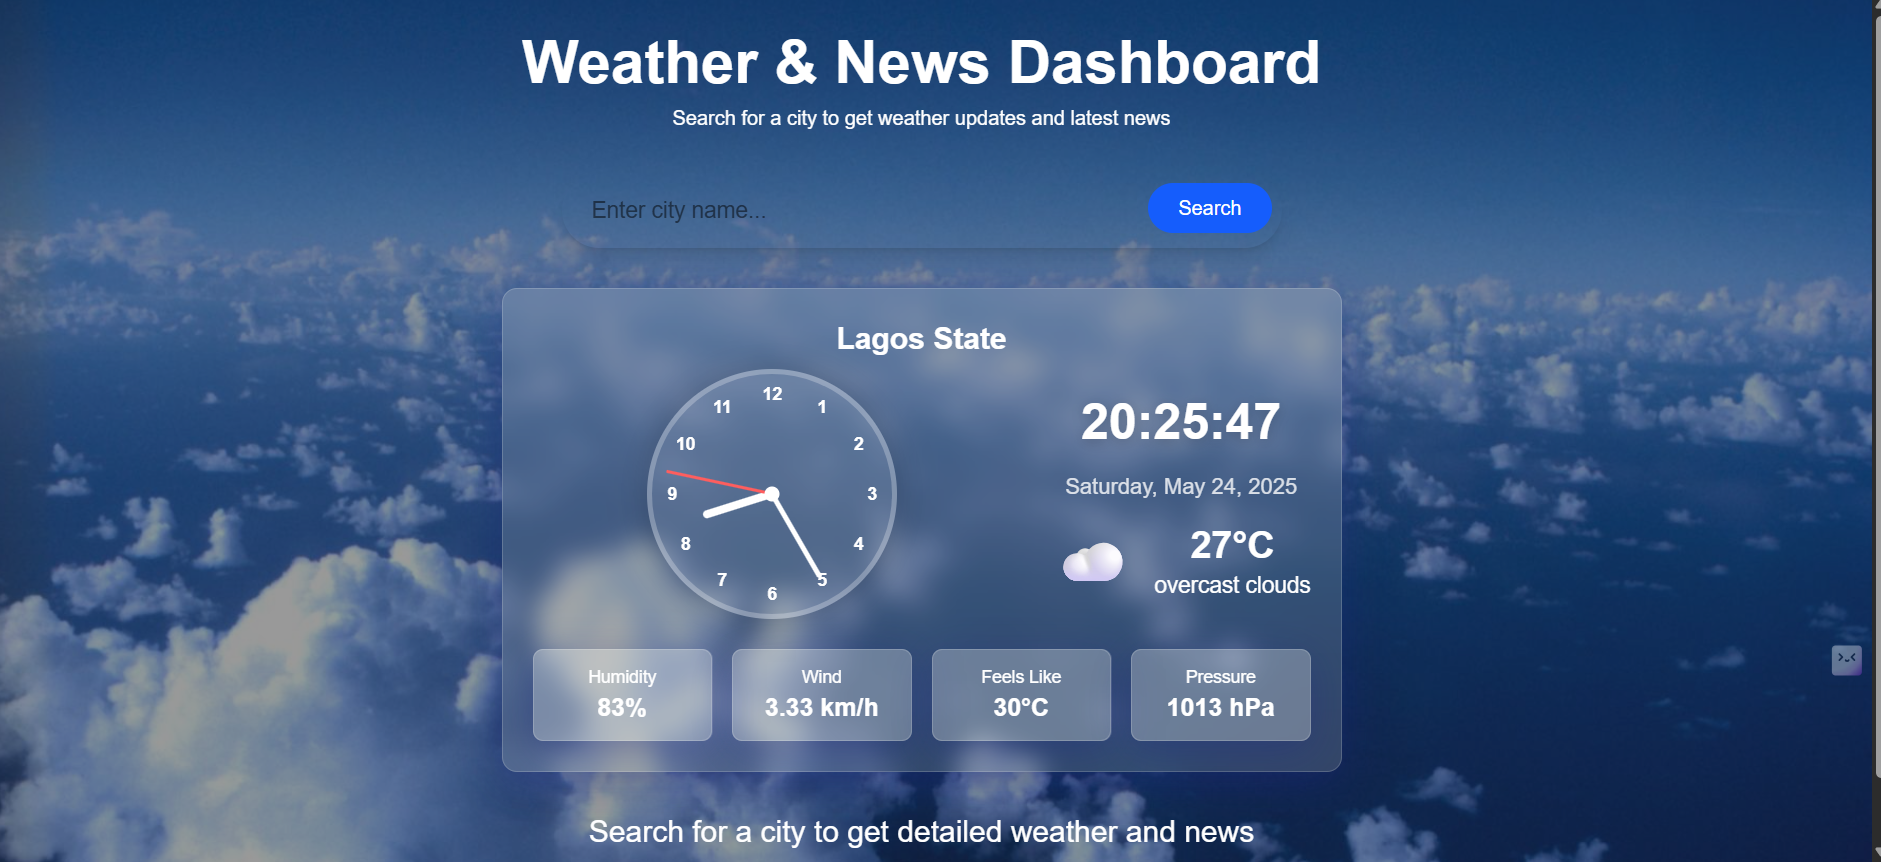 Weather & News Dashboard
Search for a city to get weather updates and latest news
Enter city name...
Search
Lagos State
12
1
2
3
4
5
6
7
8
9
10
11
20:25:47
Saturday, May 24, 2025
27°C
overcast clouds
Humidity
83%
Wind
3.33 km/h
Feels Like
30°C
Pressure
1013 hPa
Search for a city to get detailed weather and news